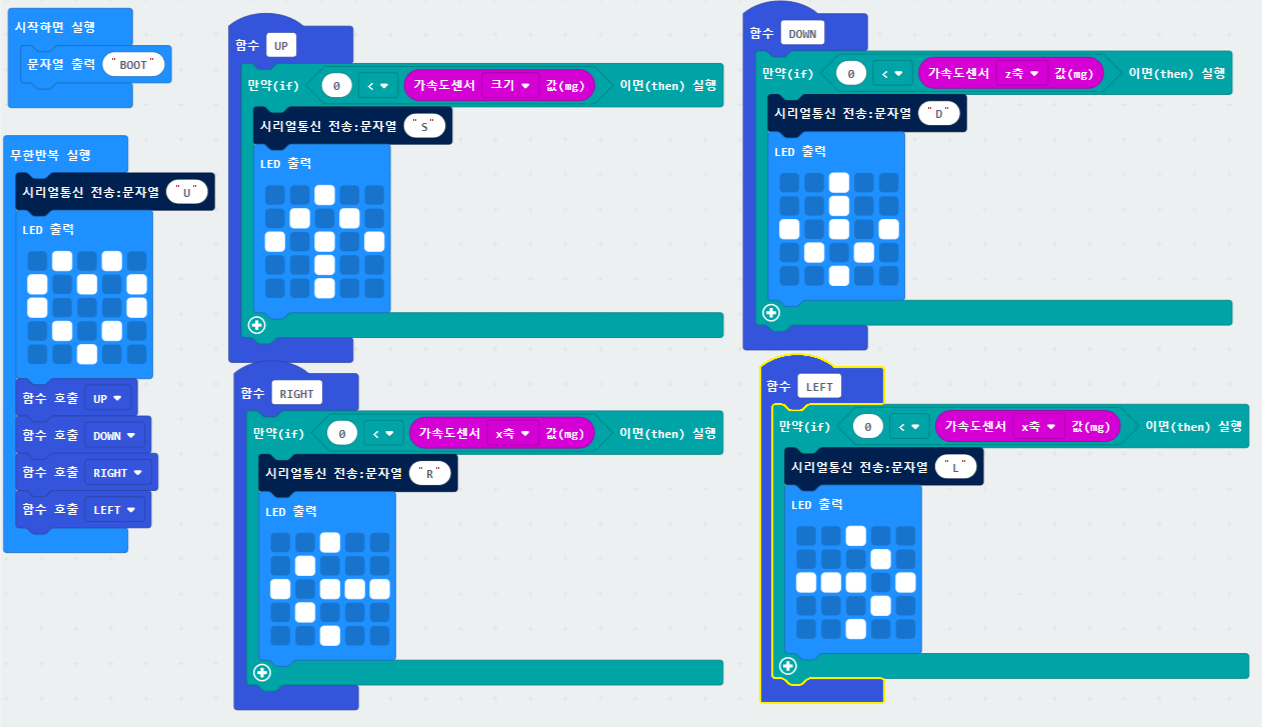 시작하면 실행
문자열 출력 "BOOT"
무한반복 실행
시리얼통신 전송:문자열 "U"
LED 출력
함수 호출 UP
함수 호출 DOWN
함수 호출 RIGHT
함수 호출 LEFT
함수 UP
만약(if) 0 < 가속도센서 크기 값(mg) 이면(then) 실행
시리얼통신 전송:문자열 "S"
LED 출력
함수 DOWN
만약(if) 0 < 가속도센서 z축 값(mg) 이면(then) 실행
시리얼통신 전송:문자열 "D"
LED 출력
함수 RIGHT
만약(if) 0 < 가속도센서 x축 값(mg) 이면(then) 실행
시리얼통신 전송:문자열 "R"
LED 출력
함수 LEFT
만약(if) 0 < 가속도센서 x축 값(mg) 이면(then) 실행
시리얼통신 전송:문자열 "L"
LED 출력